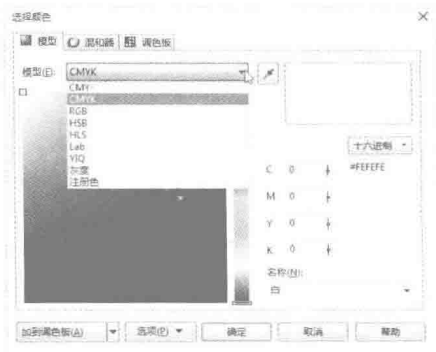 选择颜色
模型 混和器 调色板
模型(E): CMYK
CMY
CMYK
RGB
HSB
HLS
Lab
YIQ
灰度
注册色
十六进制
#FEFEFE
C 0
M 0
Y 0
K 0
名称(N):
白
加到调色板(A) 选项(P) 确定 取消 帮助